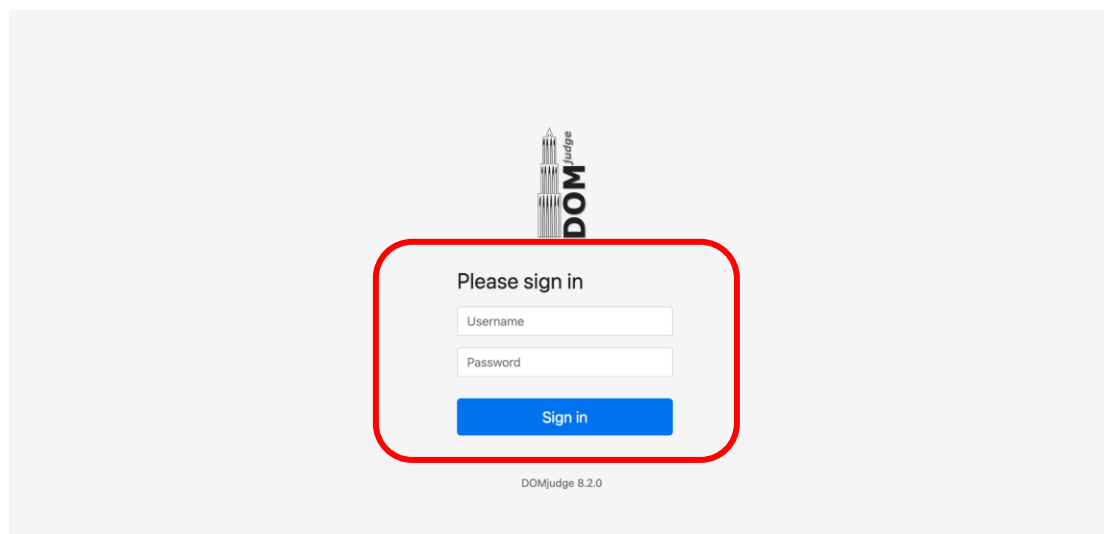 DOMjudge
Please sign in
Username
Password
Sign in
DOMjudge 8.2.0